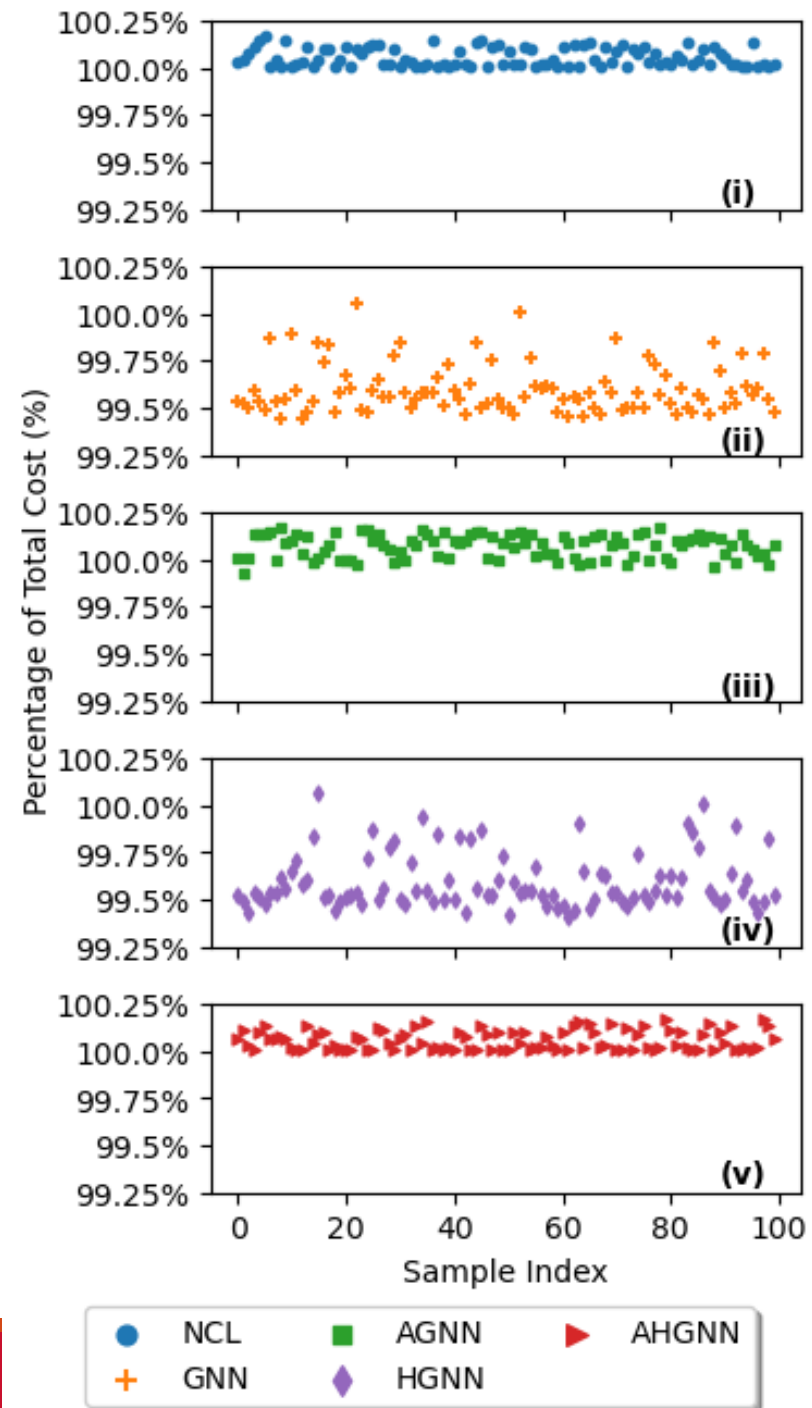 Percentage of Total Cost (%)
100.25%
100.0%
99.75%
99.5%
99.25%
(i)
100.25%
100.0%
99.75%
99.5%
99.25%
(ii)
100.25%
100.0%
99.75%
99.5%
99.25%
(iii)
100.25%
100.0%
99.75%
99.5%
99.25%
(iv)
100.25%
100.0%
99.75%
99.5%
99.25%
(v)
0 20 40 60 80 100
Sample Index
NCL AGNN AHGNN
GNN HGNN